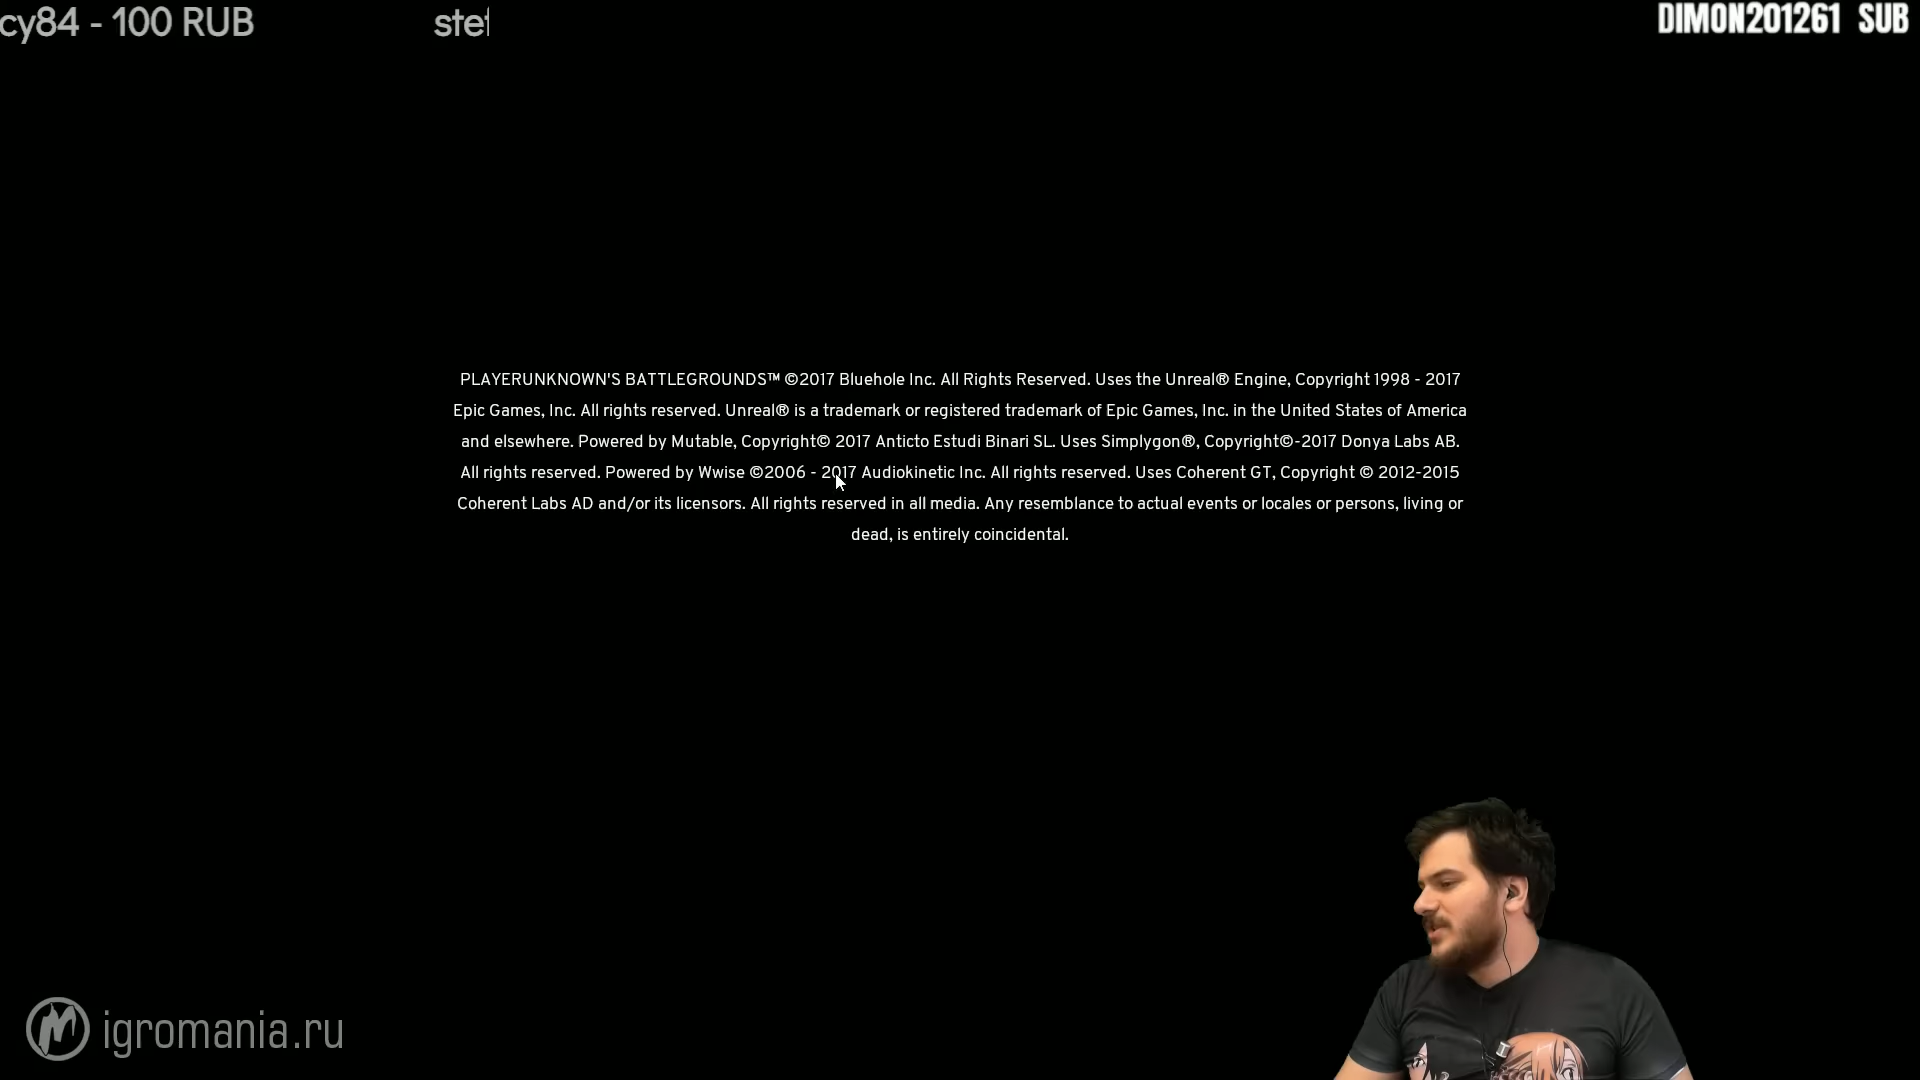 cy84 - 100 RUB
DIMON201261 SUB
PLAYERUNKNOWN'S BATTLEGROUNDS™ ©2017 Bluehole Inc. All Rights Reserved. Uses the Unreal® Engine, Copyright 1998 - 2017
Epic Games, Inc. All rights reserved. Unreal® is a trademark or registered trademark of Epic Games, Inc. in the United States of America
and elsewhere. Powered by Mutable, Copyright© 2017 Anticto Estudi Binari SL. Uses Simplygon®, Copyright©-2017 Donya Labs AB.
All rights reserved. Powered by Wwise ©2006 - 2017 Audiokinetic Inc. All rights reserved. Uses Coherent GT, Copyright © 2012-2015
Coherent Labs AD and/or its licensors. All rights reserved in all media. Any resemblance to actual events or locales or persons, living or
dead, is entirely coincidental.
igromania.ru